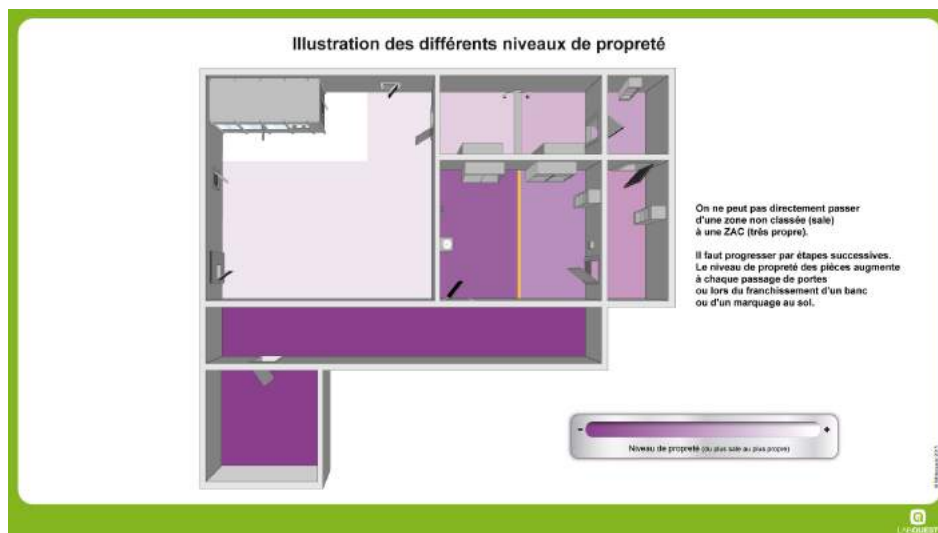 Illustration des différents niveaux de propreté
On ne peut pas directement passer
d'une zone non classée (sale)
à une ZAC (très propre).
Il faut progresser par étapes successives.
Le niveau de propreté des pièces augmente
à chaque passage de portes
ou lors du franchissement d'un banc
ou d'un marquage au sol.
- +
Niveau de propreté (du plus sale au plus propre)